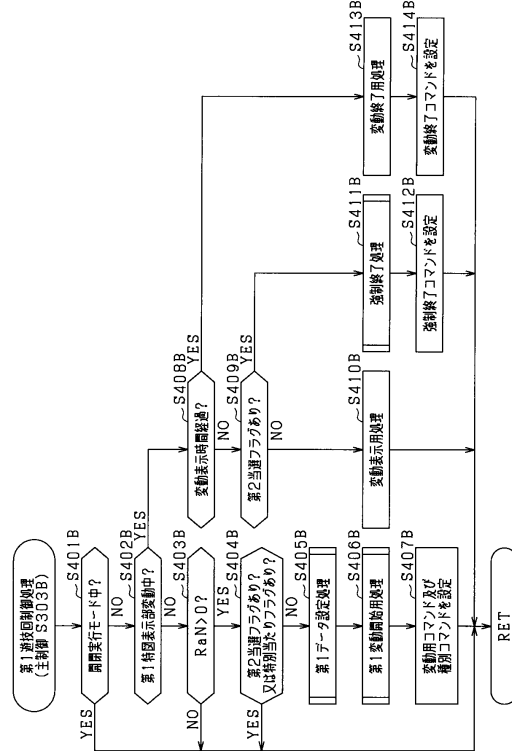 第1遊技回制御処理
(主制御 S303B)
S401B
開閉実行モード中?
YES
NO
S402B
第1特図表示部変動中?
YES
NO
S403B
RaN>0?
NO
YES
S404B
第2当選フラグあり?
又は特別当たりフラグあり?
YES
NO
S405B
第1データ設定処理
S406B
第1変動開始用処理
S407B
変動用コマンド及び
種別コマンドを設定
S408B
変動表示時間経過?
YES
NO
S409B
第2当選フラグあり?
YES
NO
S410B
変動表示用処理
S411B
強制終了処理
S412B
強制終了コマンドを設定
S413B
変動終了用処理
S414B
変動終了コマンドを設定
RET